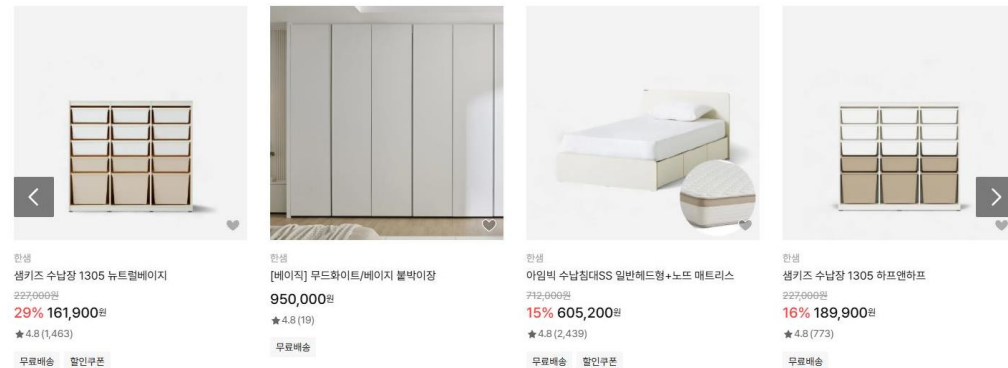 한샘
샘키즈 수납장 1305 뉴트럴베이지
227,000원
29% 161,900원
★4.8 (1,463)
무료배송 할인쿠폰
한샘
[베이직] 무드화이트/베이지 붙박이장
950,000원
★4.8 (19)
무료배송
한샘
아임빅 수납침대SS 일반헤드형+노뜨 매트리스
712,000원
15% 605,200원
★4.8 (2,439)
무료배송 할인쿠폰
한샘
샘키즈 수납장 1305 하프앤하프
227,000원
16% 189,900원
★4.8 (773)
무료배송